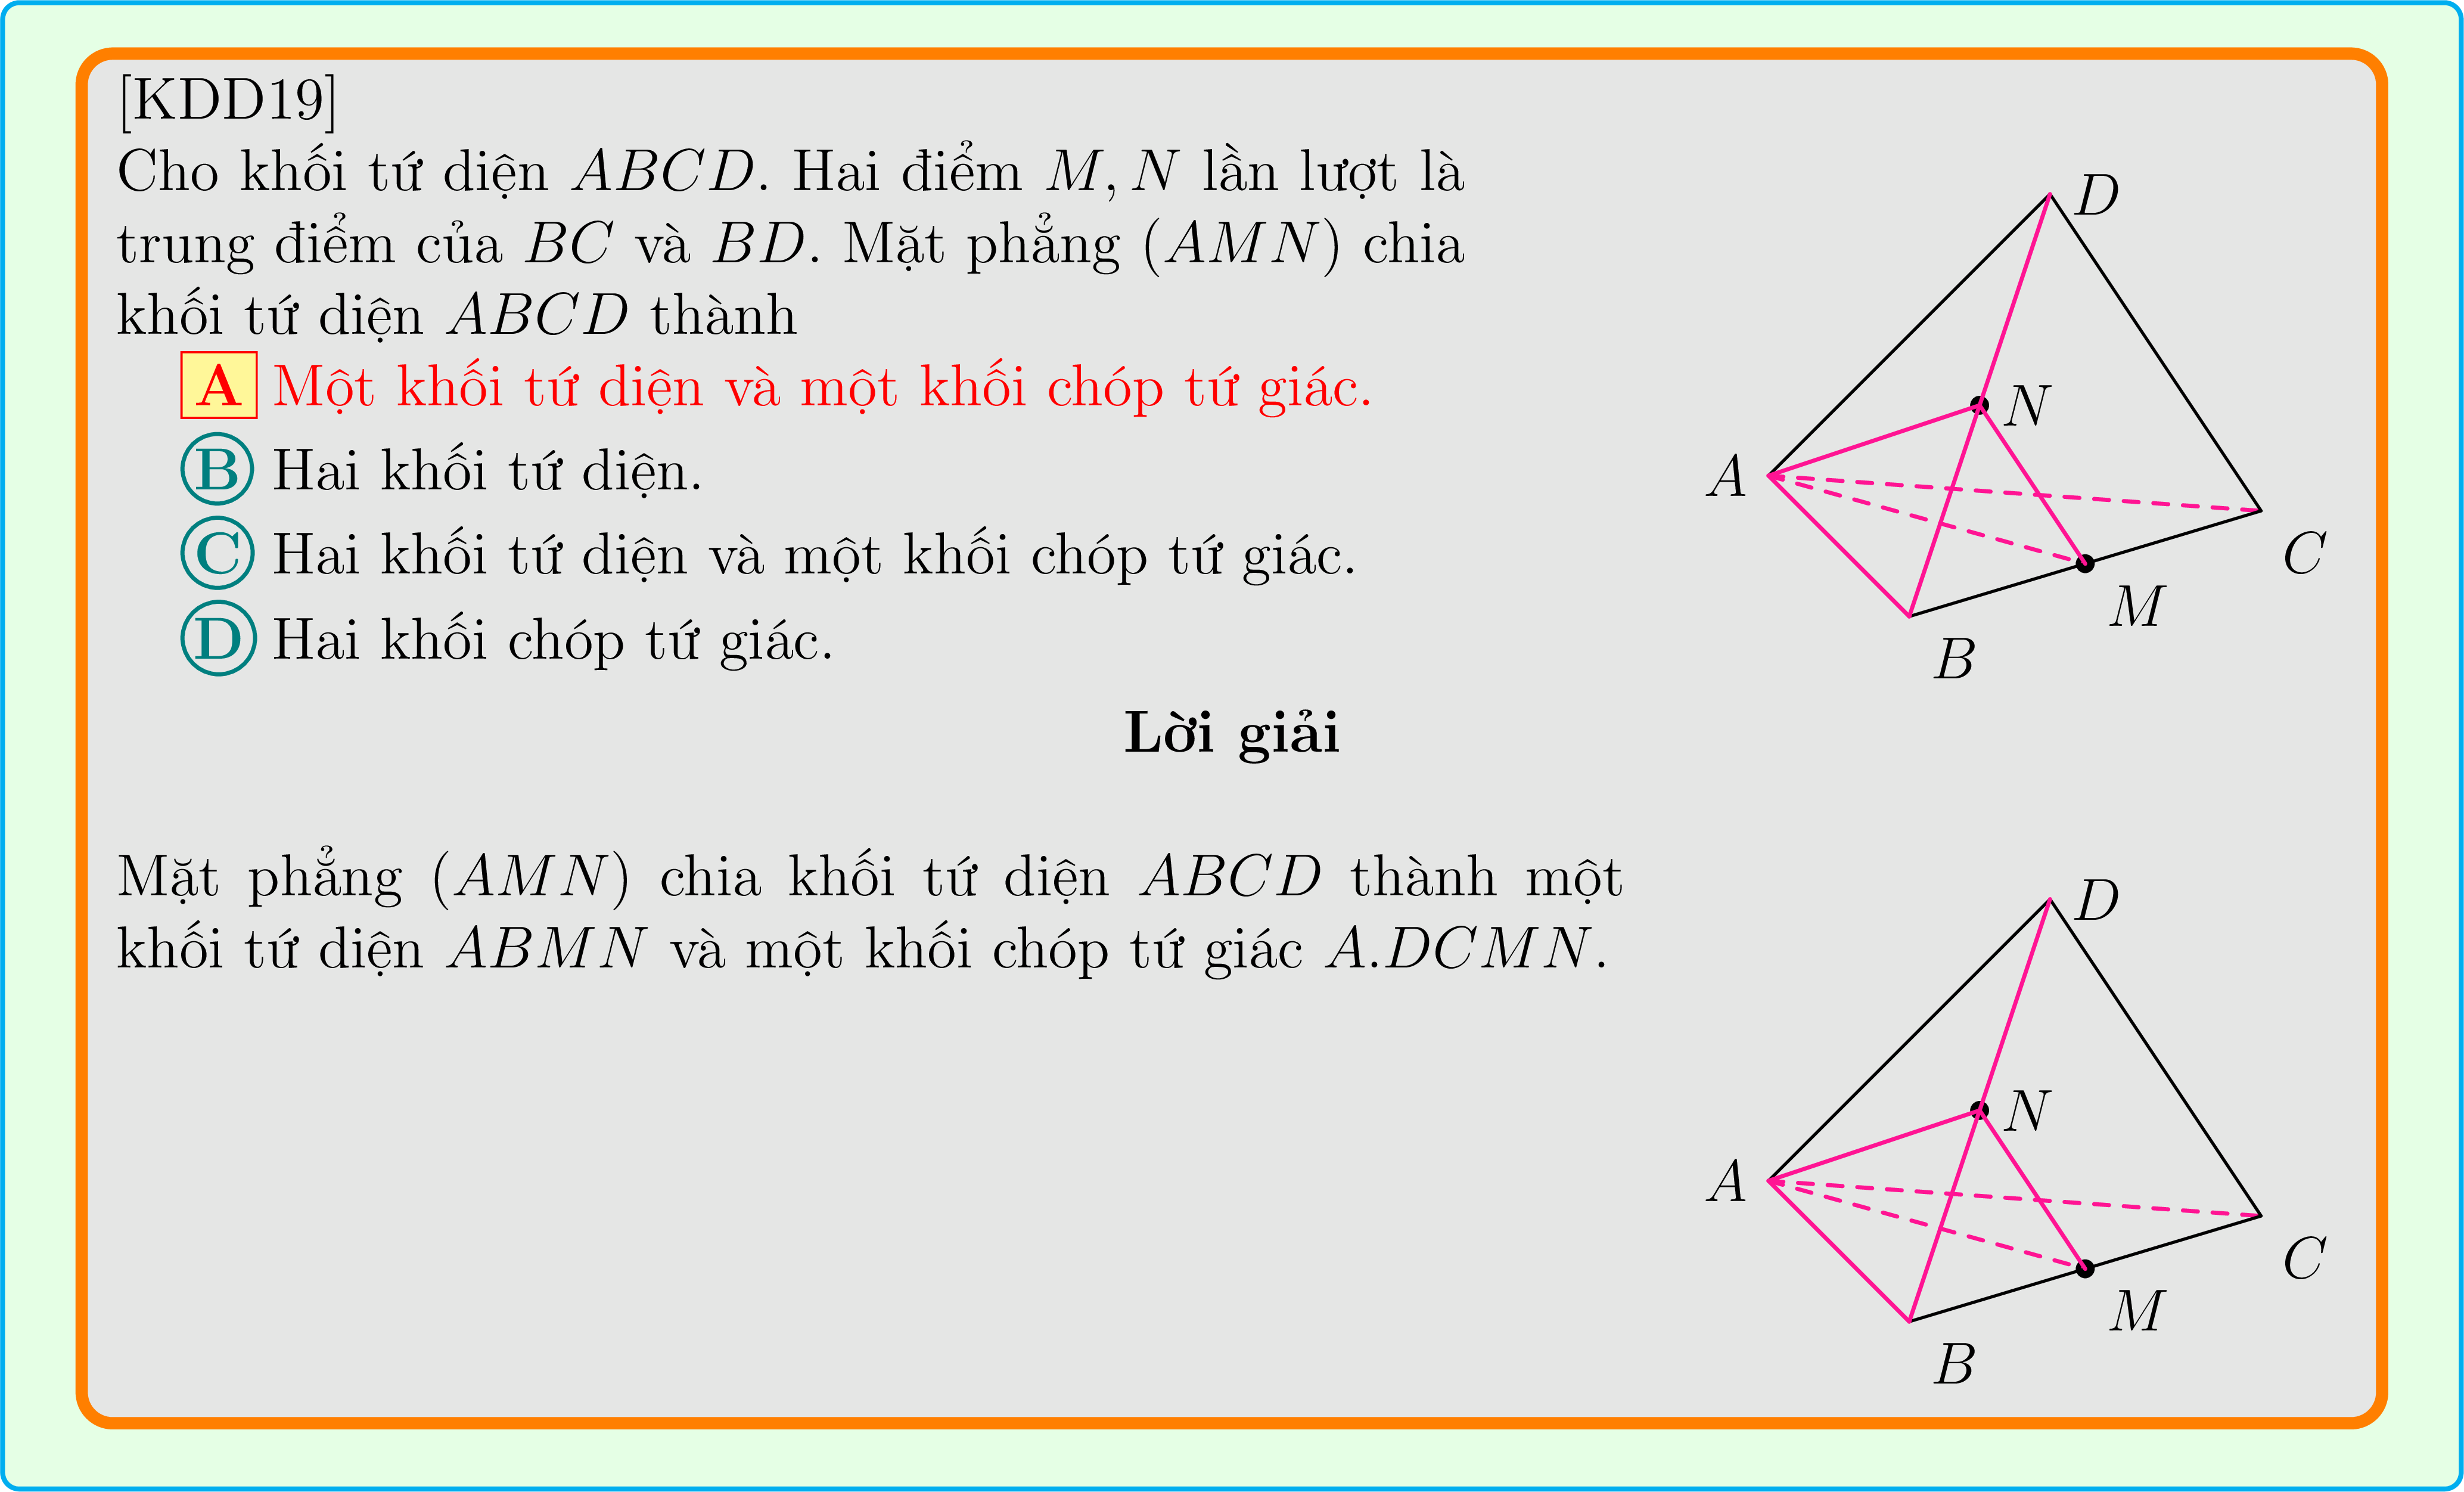 [KDD19]
Cho khối tứ diện ABCD. Hai điểm M, N lần lượt là
trung điểm của BC và BD. Mặt phẳng (AMN) chia
khối tứ diện ABCD thành
A Một khối tứ diện và một khối chóp tứ giác.
B Hai khối tứ diện.
C Hai khối tứ diện và một khối chóp tứ giác.
D Hai khối chóp tứ giác.
D
N
A
C
M
B
Lời giải
Mặt phẳng (AMN) chia khối tứ diện ABCD thành một
khối tứ diện ABMN và một khối chóp tứ giác A.DCMN.
D
N
A
C
M
B